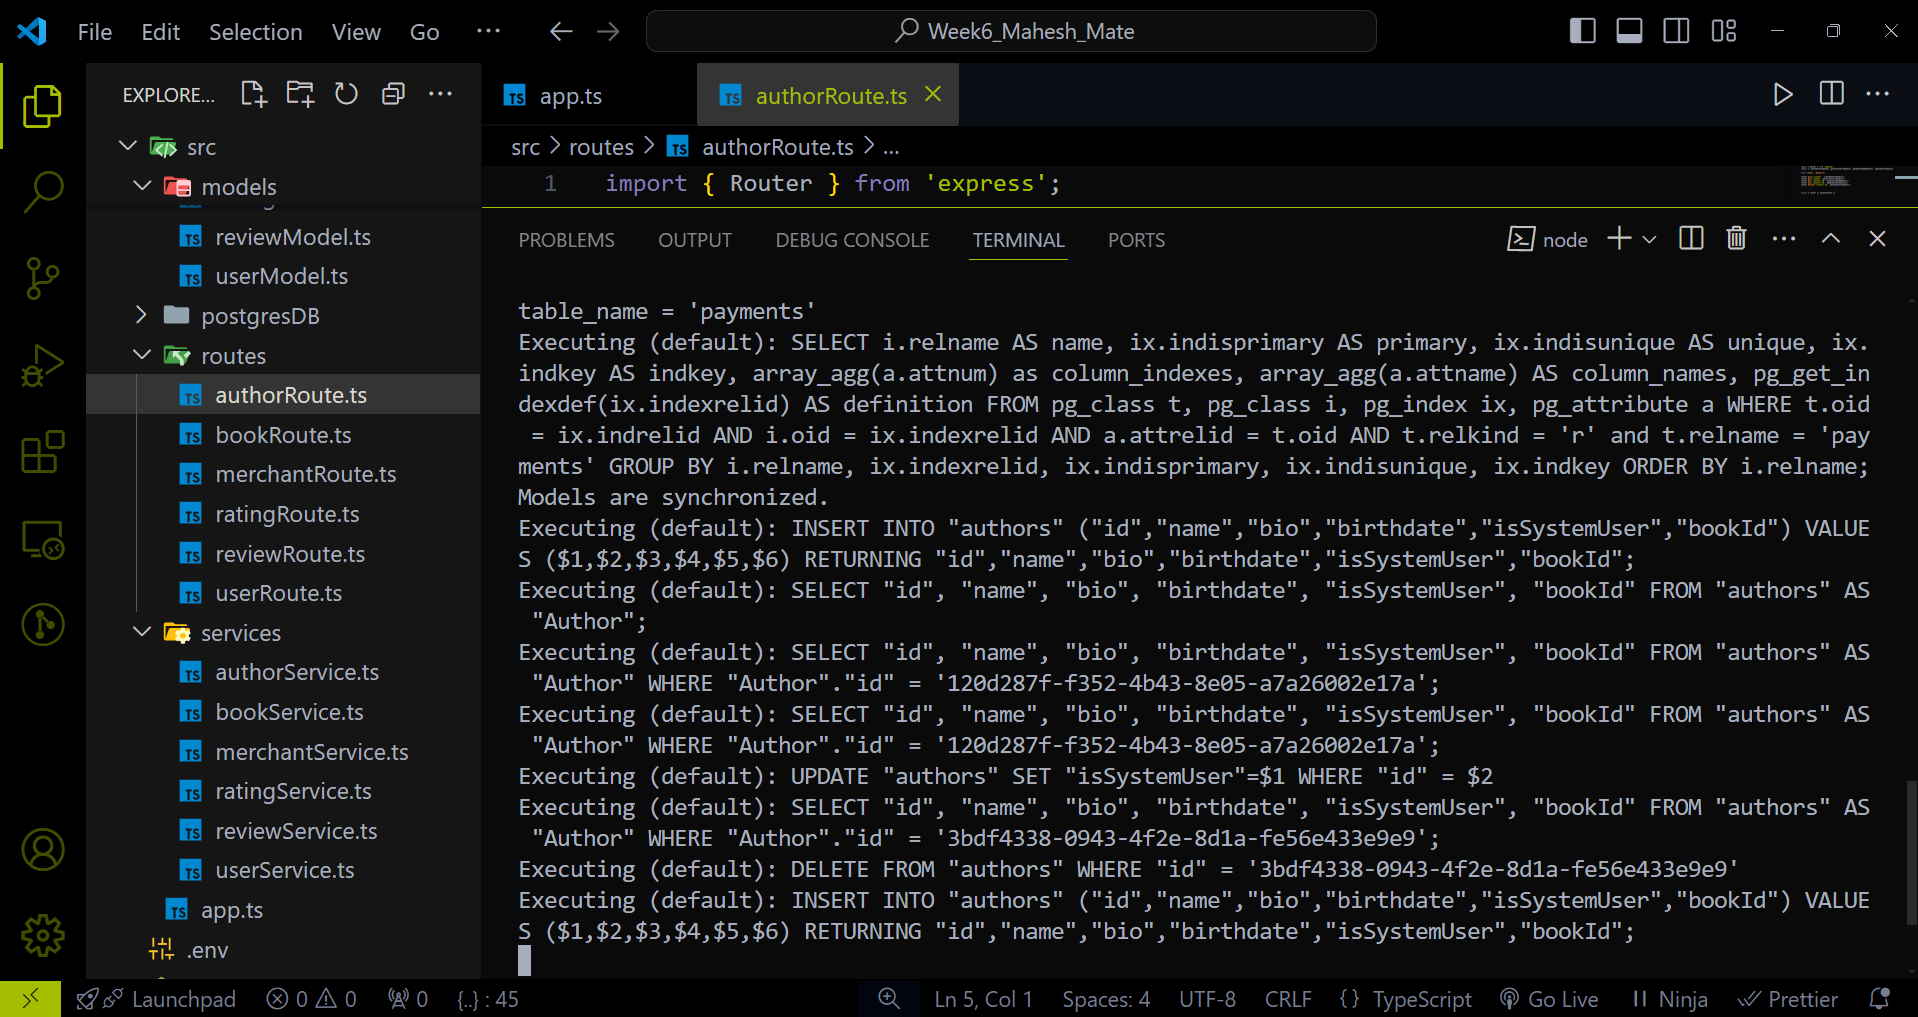 File Edit Selection View Go ···
Week6_Mahesh_Mate
EXPLORE... ···
src
models
reviewModel.ts
userModel.ts
postgresDB
routes
authorRoute.ts
bookRoute.ts
merchantRoute.ts
ratingRoute.ts
reviewRoute.ts
userRoute.ts
services
authorService.ts
bookService.ts
merchantService.ts
ratingService.ts
reviewService.ts
userService.ts
app.ts
.env
TS app.ts
TS authorRoute.ts
src > routes > TS authorRoute.ts > ...
1 import { Router } from 'express';
PROBLEMS OUTPUT DEBUG CONSOLE TERMINAL PORTS
node
table_name = 'payments'
Executing (default): SELECT i.relname AS name, ix.indisprimary AS primary, ix.indisunique AS unique, ix.
indkey AS indkey, array_agg(a.attnum) as column_indexes, array_agg(a.attname) AS column_names, pg_get_in
dexdef(ix.indexrelid) AS definition FROM pg_class t, pg_class i, pg_index ix, pg_attribute a WHERE t.oid
= ix.indrelid AND i.oid = ix.indexrelid AND a.attrelid = t.oid AND t.relkind = 'r' and t.relname = 'pay
ments' GROUP BY i.relname, ix.indexrelid, ix.indisprimary, ix.indisunique, ix.indkey ORDER BY i.relname;
Models are synchronized.
Executing (default): INSERT INTO "authors" ("id","name","bio","birthdate","isSystemUser","bookId") VALUE
S ($1,$2,$3,$4,$5,$6) RETURNING "id","name","bio","birthdate","isSystemUser","bookId";
Executing (default): SELECT "id", "name", "bio", "birthdate", "isSystemUser", "bookId" FROM "authors" AS
"Author";
Executing (default): SELECT "id", "name", "bio", "birthdate", "isSystemUser", "bookId" FROM "authors" AS
"Author" WHERE "Author"."id" = '120d287f-f352-4b43-8e05-a7a26002e17a';
Executing (default): SELECT "id", "name", "bio", "birthdate", "isSystemUser", "bookId" FROM "authors" AS
"Author" WHERE "Author"."id" = '120d287f-f352-4b43-8e05-a7a26002e17a';
Executing (default): UPDATE "authors" SET "isSystemUser"=$1 WHERE "id" = $2
Executing (default): SELECT "id", "name", "bio", "birthdate", "isSystemUser", "bookId" FROM "authors" AS
"Author" WHERE "Author"."id" = '3bdf4338-0943-4f2e-8d1a-fe56e433e9e9';
Executing (default): DELETE FROM "authors" WHERE "id" = '3bdf4338-0943-4f2e-8d1a-fe56e433e9e9'
Executing (default): INSERT INTO "authors" ("id","name","bio","birthdate","isSystemUser","bookId") VALUE
S ($1,$2,$3,$4,$5,$6) RETURNING "id","name","bio","birthdate","isSystemUser","bookId";
Launchpad 0 0 0 {..} : 45 Ln 5, Col 1 Spaces: 4 UTF-8 CRLF {} TypeScript Go Live Ninja Prettier